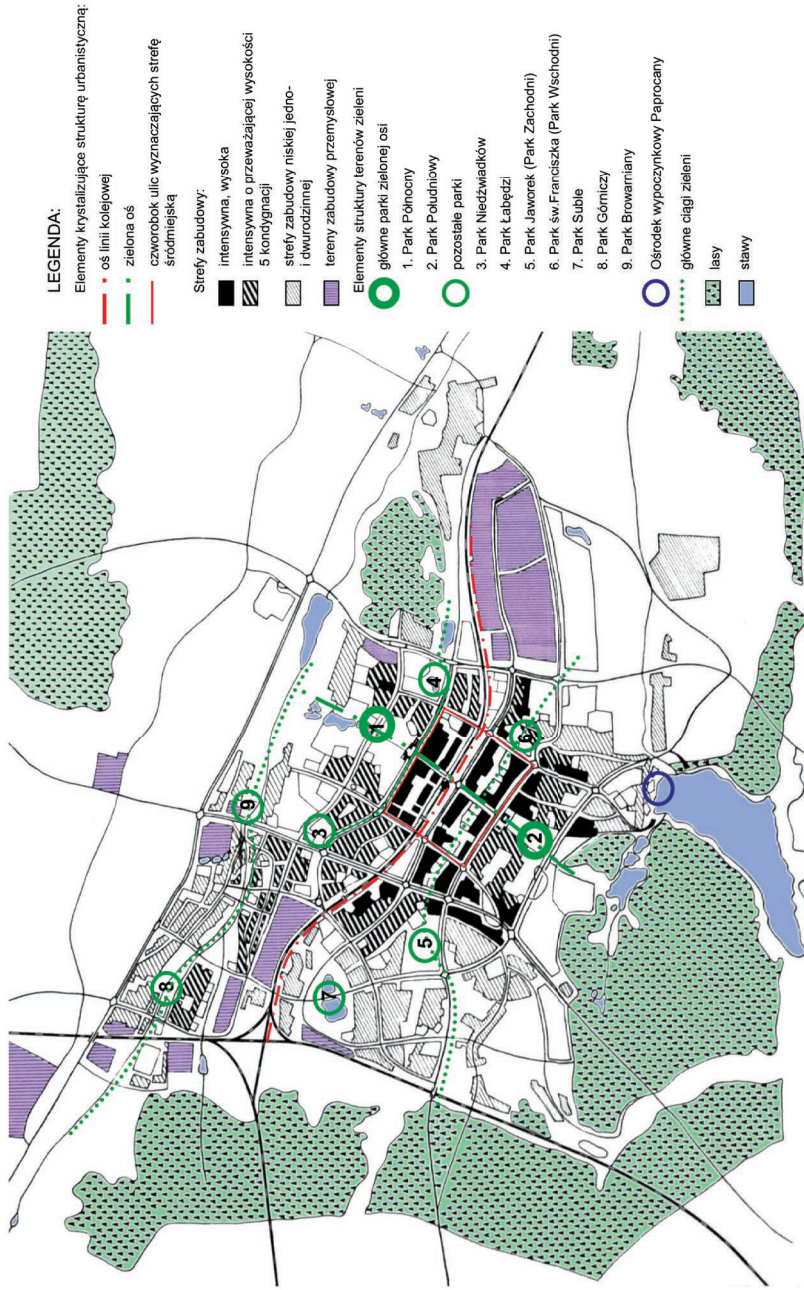 LEGENDA:
Elementy krystalizujące strukturę urbanistyczną:
oś linii kolejowej
zielona oś
czworobok ulic wyznaczających strefę
śródmiejską
Strefy zabudowy:
intensywna, wysoka
intensywna o przeważającej wysokości
5 kondygnacji
strefy zabudowy niskiej jedno-
i dwurodzinnej
tereny zabudowy przemysłowej
Elementy struktury terenów zieleni
główne parki zielonej osi
1. Park Północny
2. Park Południowy
pozostałe parki
3. Park Niedźwiadków
4. Park Łabędzi
5. Park Jaworek (Park Zachodni)
6. Park św.Franciszka (Park Wschodni)
7. Park Suble
8. Park Górniczy
9. Park Browarniany
Ośrodek wypoczynkowy Paprocany
główne ciągi zieleni
lasy
stawy
8
9
3
1
4
7
5
6
2